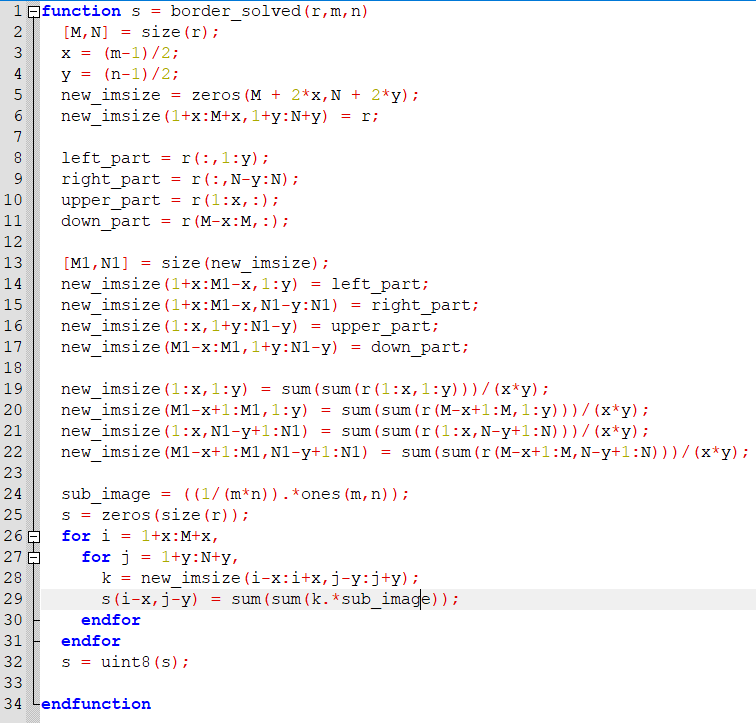 1 function s = border_solved(r,m,n)
2 [M,N] = size(r);
3 x = (m-1)/2;
4 y = (n-1)/2;
5 new_imsize = zeros(M + 2*x,N + 2*y);
6 new_imsize(1+x:M+x,1+y:N+y) = r;
7
8 left_part = r(:,1:y);
9 right_part = r(:,N-y:N);
10 upper_part = r(1:x,:);
11 down_part = r(M-x:M,:);
12
13 [M1,N1] = size(new_imsize);
14 new_imsize(1+x:M1-x,1:y) = left_part;
15 new_imsize(1+x:M1-x,N1-y:N1) = right_part;
16 new_imsize(1:x,1+y:N1-y) = upper_part;
17 new_imsize(M1-x:M1,1+y:N1-y) = down_part;
18
19 new_imsize(1:x,1:y) = sum(sum(r(1:x,1:y)))/(x*y);
20 new_imsize(M1-x+1:M1,1:y) = sum(sum(r(M-x+1:M,1:y)))/(x*y);
21 new_imsize(1:x,N1-y+1:N1) = sum(sum(r(1:x,N-y+1:N)))/(x*y);
22 new_imsize(M1-x+1:M1,N1-y+1:N1) = sum(sum(r(M-x+1:M,N-y+1:N)))/(x*y);
23
24 sub_image = ((1/(m*n)).*ones(m,n));
25 s = zeros(size(r));
26 for i = 1+x:M+x,
27 for j = 1+y:N+y,
28 k = new_imsize(i-x:i+x,j-y:j+y);
29 s(i-x,j-y) = sum(sum(k.*sub_image));
30 endfor
31 endfor
32 s = uint8(s);
33
34 endfunction